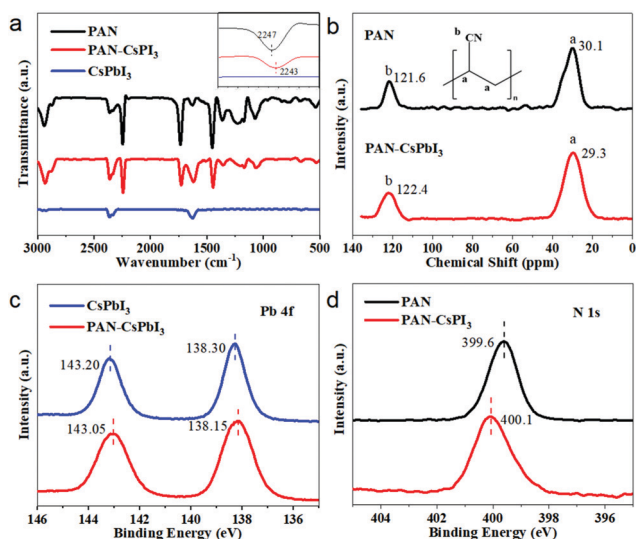 a
PAN
PAN-CsPI₃
CsPbI₃
2247
2243
Transmittance (a.u.)
3000 2500 2000 1500 1000 500
Wavenumber (cm⁻¹)
b
PAN
b
CN
a
a
n
a
30.1
b
121.6
PAN-CsPbI₃
a
29.3
b
122.4
Intensity (a.u.)
140 120 100 80 60 40 20 0
Chemical Shift (ppm)
c
CsPbI₃
PAN-CsPbI₃
Pb 4f
143.20
138.30
143.05
138.15
Intensity (a.u.)
146 144 142 140 138 136
Binding Energy (eV)
d
PAN
PAN-CsPI₃
N 1s
399.6
400.1
Intensity (a.u.)
404 402 400 398 396
Binding Energy (eV)